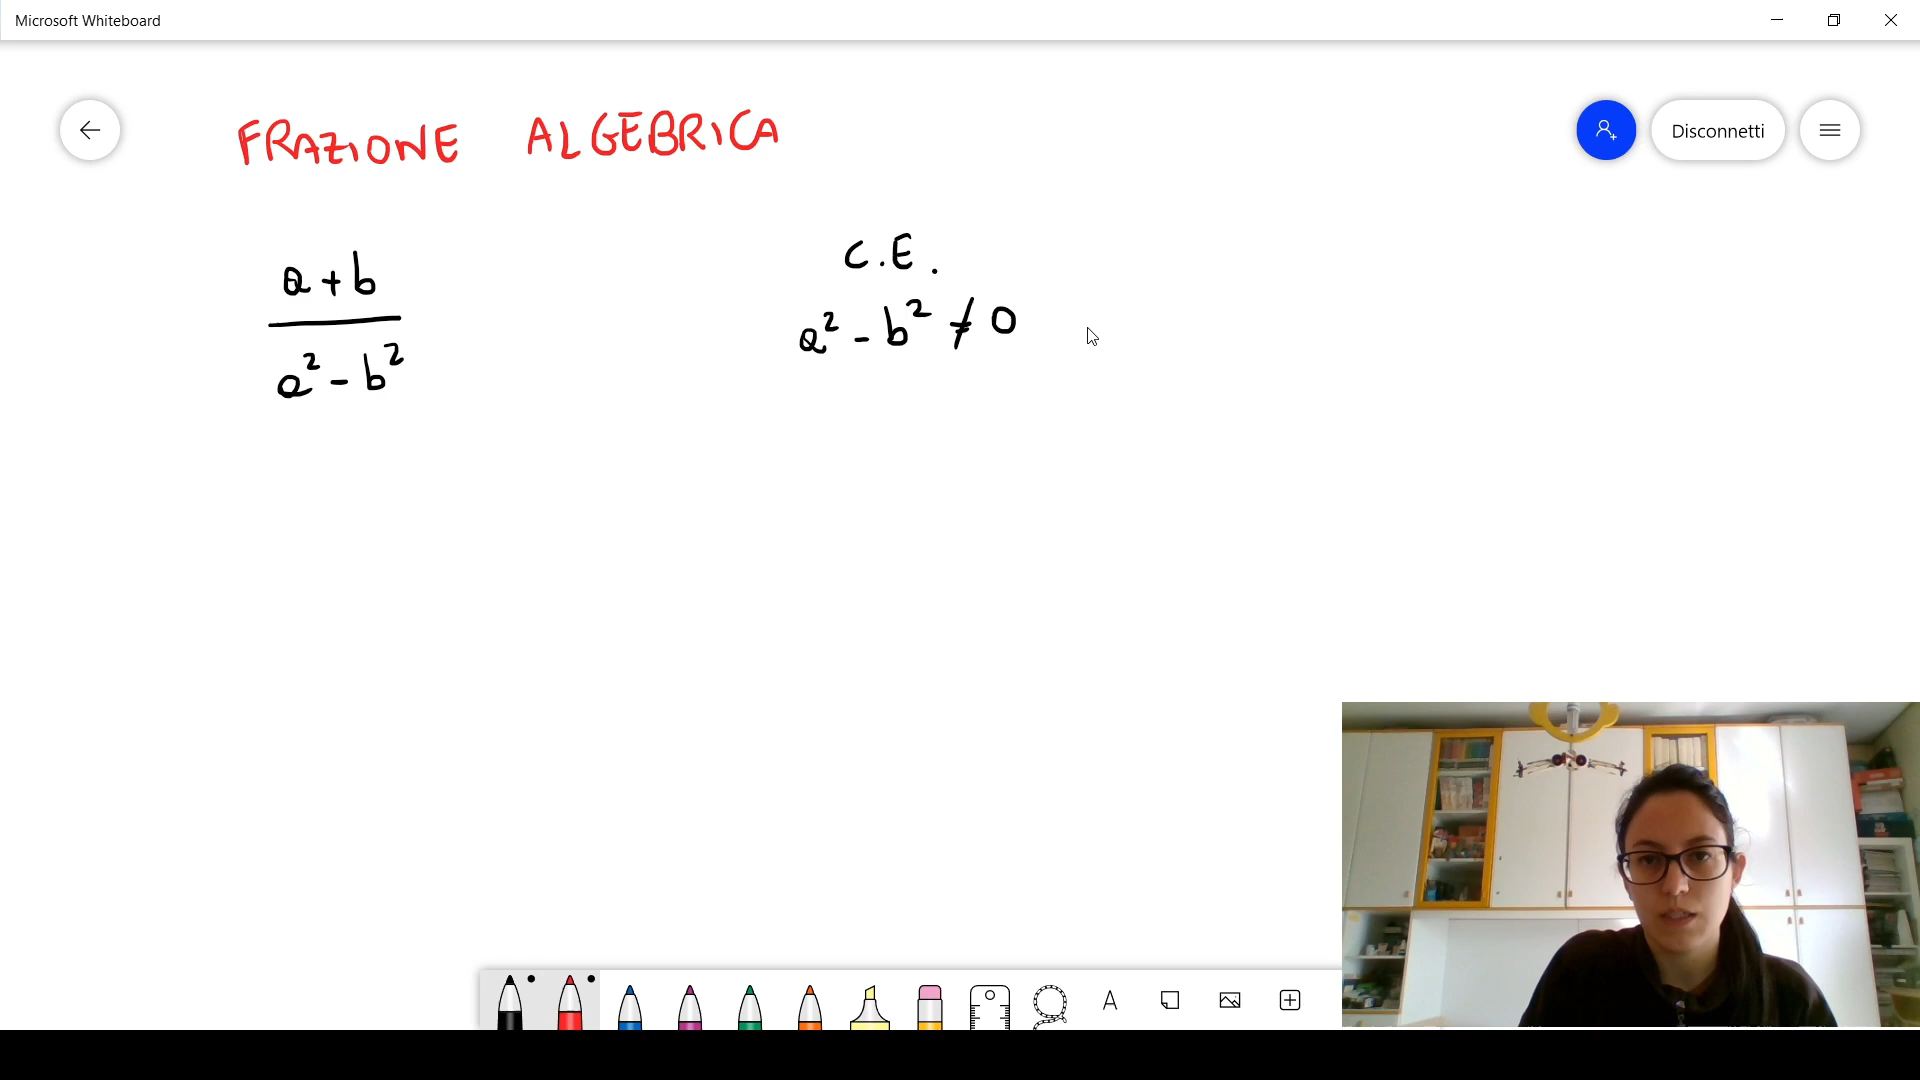 Microsoft Whiteboard
FRAZIONE ALGEBRICA
Disconnetti
a + b
a² - b²
C.E.
a² - b² ≠ 0